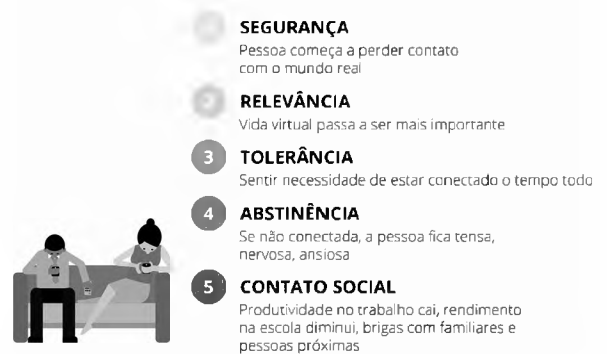 SEGURANÇA
Pessoa começa a perder contato
com o mundo real
2 RELEVÂNCIA
Vida virtual passa a ser mais importante
3 TOLERÂNCIA
Sentir necessidade de estar conectado o tempo todo
4 ABSTINÊNCIA
Se não conectada, a pessoa fica tensa,
nervosa, ansiosa
5 CONTATO SOCIAL
Produtividade no trabalho cai, rendimento
na escola diminui, brigas com familiares e
pessoas próximas